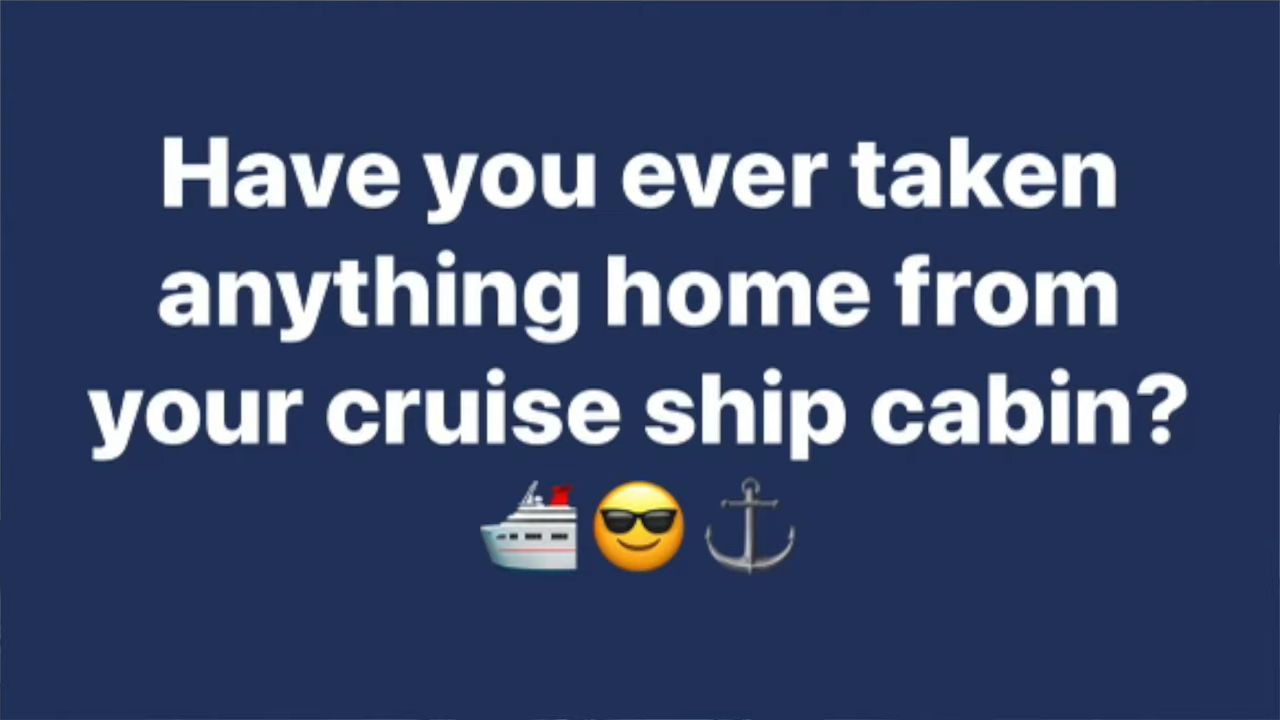 Have you ever taken
anything home from
your cruise ship cabin?
🛳️😎⚓